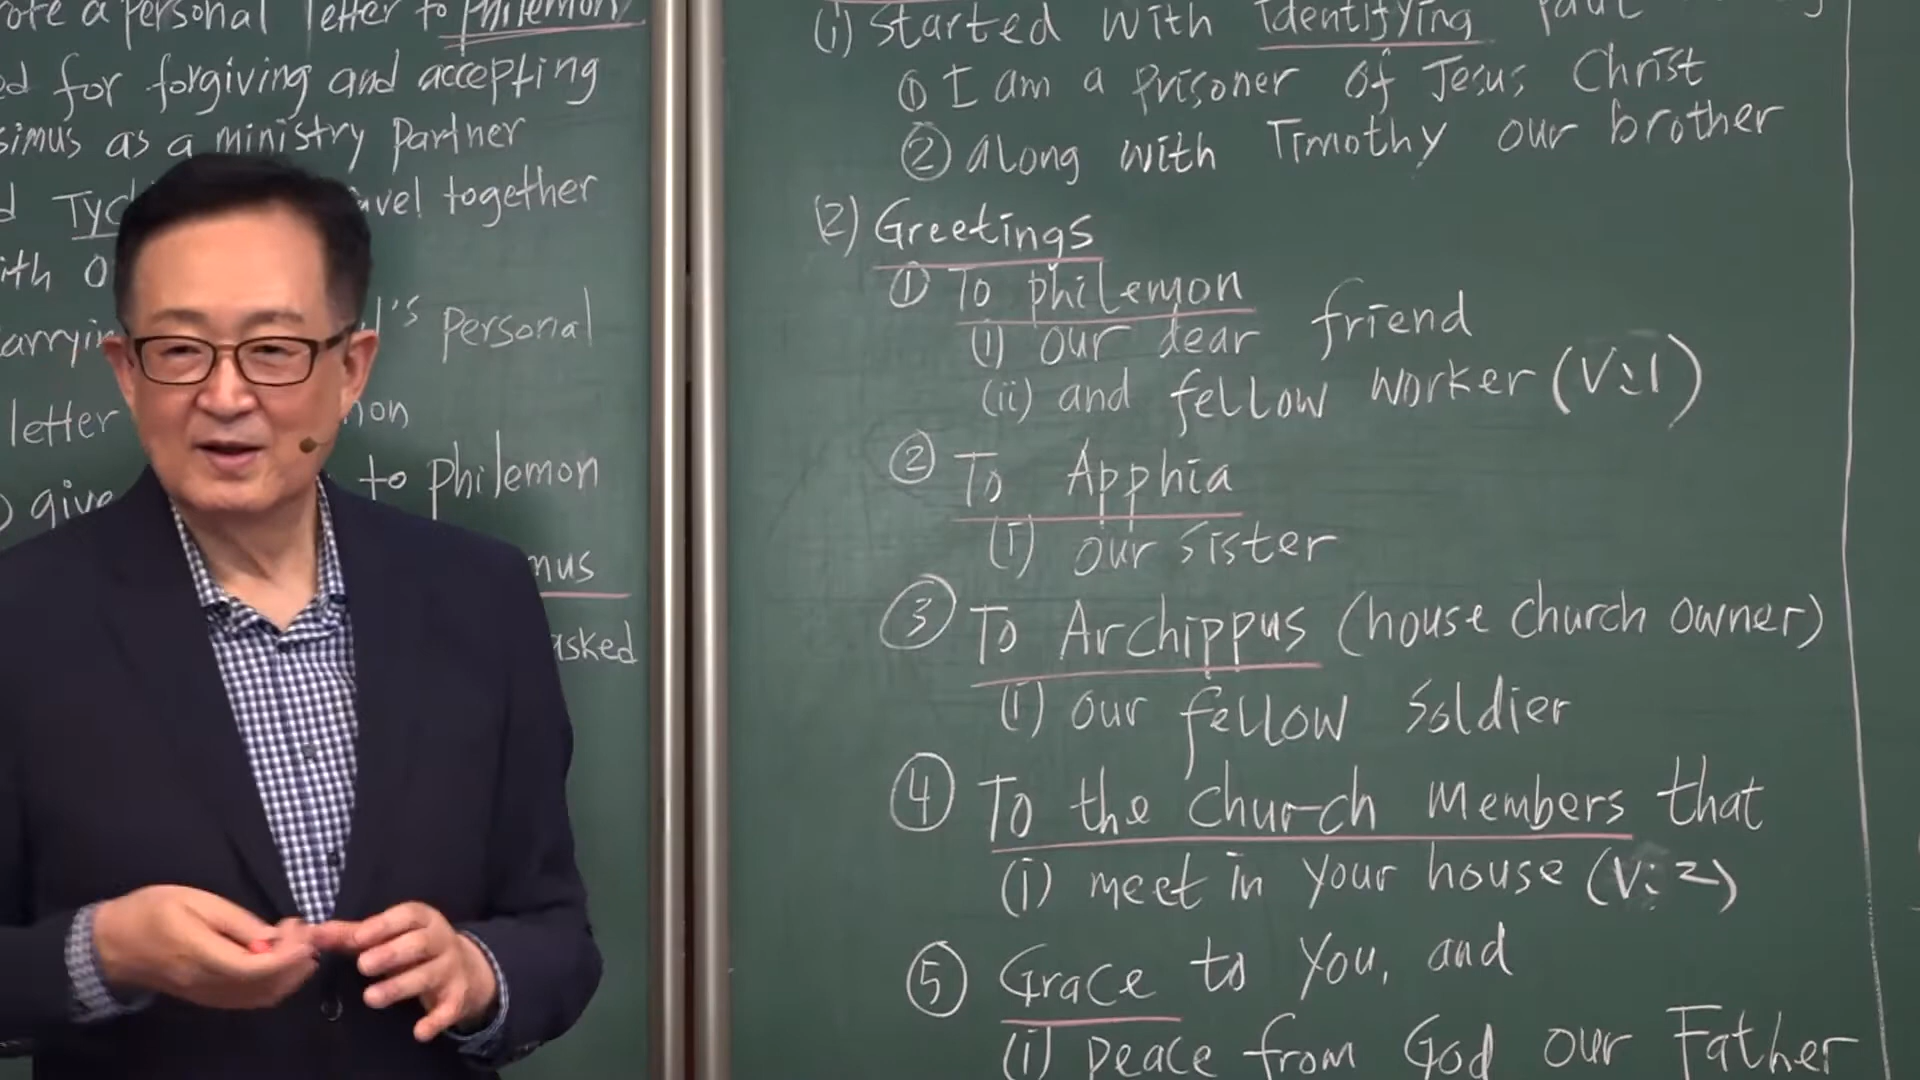 ote a personal letter to philemon
ed for forgiving and accepting
simus as a ministry partner
d Tyc avel together
ith O
arryin l's personal
letter mon
give to philemon
mus
asked
(i) Started with identifying Paul
① I am a prisoner of Jesus Christ
② along with Timothy our brother
(2) Greetings
① To philemon
(i) our dear friend
(ii) and fellow worker (V:1)
② To Apphia
(i) our sister
③ To Archippus (house church owner)
(i) our fellow soldier
④ To the church members that
(i) meet in your house (V:2)
⑤ Grace to you, and
(i) peace from God our Father